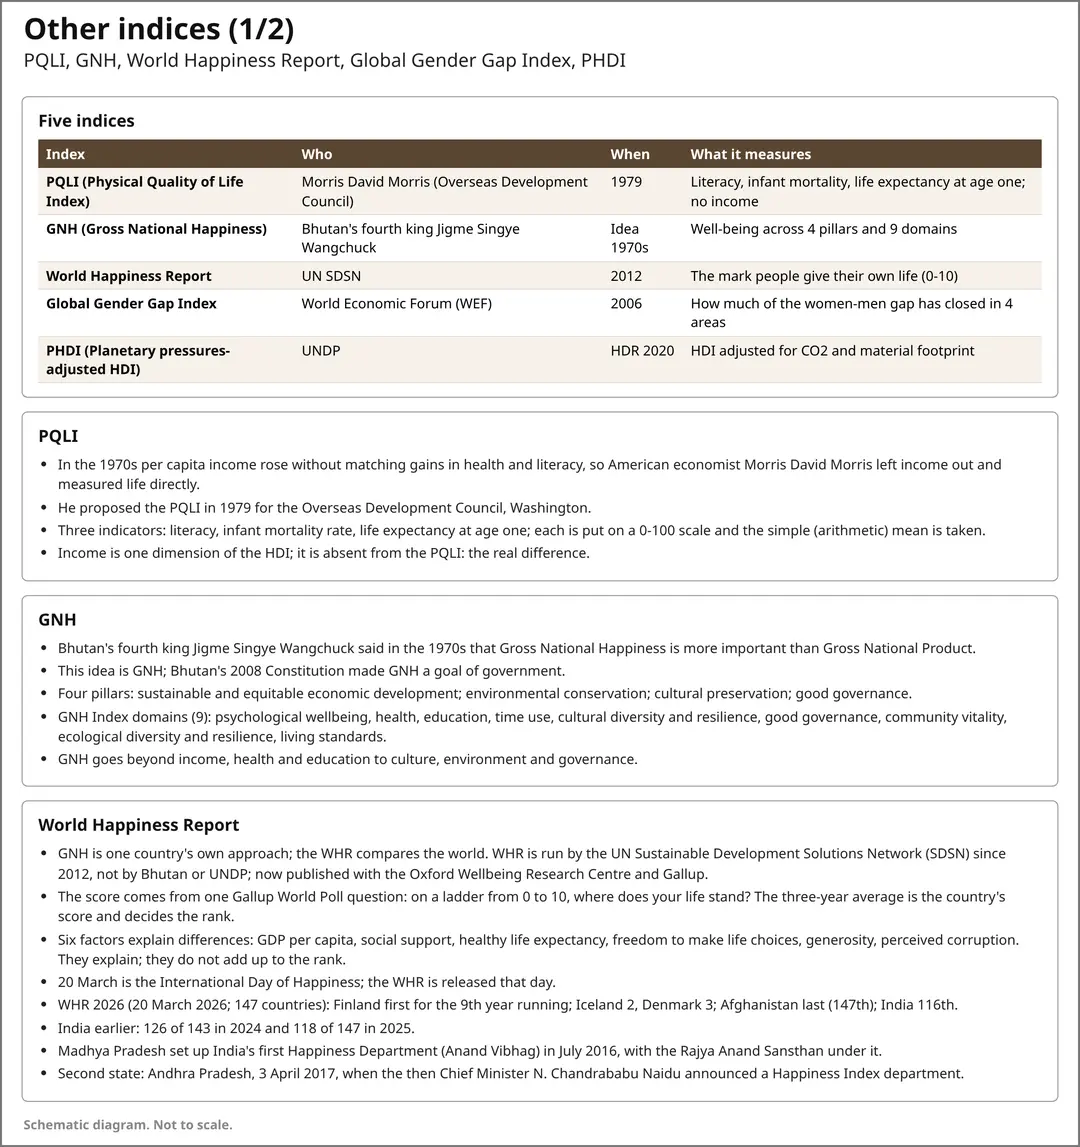 Other indices (1/2)
PQLI, GNH, World Happiness Report, Global Gender Gap Index, PHDI
Five indices
Index Who When What it measures
PQLI (Physical Quality of Life Index) Morris David Morris (Overseas Development Council) 1979 Literacy, infant mortality, life expectancy at age one; no income
GNH (Gross National Happiness) Bhutan's fourth king Jigme Singye Wangchuck Idea 1970s Well-being across 4 pillars and 9 domains
World Happiness Report UN SDSN 2012 The mark people give their own life (0-10)
Global Gender Gap Index World Economic Forum (WEF) 2006 How much of the women-men gap has closed in 4 areas
PHDI (Planetary pressures-adjusted HDI) UNDP HDR 2020 HDI adjusted for CO2 and material footprint
PQLI
• In the 1970s per capita income rose without matching gains in health and literacy, so American economist Morris David Morris left income out and
measured life directly.
• He proposed the PQLI in 1979 for the Overseas Development Council, Washington.
• Three indicators: literacy, infant mortality rate, life expectancy at age one; each is put on a 0-100 scale and the simple (arithmetic) mean is taken.
• Income is one dimension of the HDI; it is absent from the PQLI: the real difference.
GNH
• Bhutan's fourth king Jigme Singye Wangchuck said in the 1970s that Gross National Happiness is more important than Gross National Product.
• This idea is GNH; Bhutan's 2008 Constitution made GNH a goal of government.
• Four pillars: sustainable and equitable economic development; environmental conservation; cultural preservation; good governance.
• GNH Index domains (9): psychological wellbeing, health, education, time use, cultural diversity and resilience, good governance, community vitality,
ecological diversity and resilience, living standards.
• GNH goes beyond income, health and education to culture, environment and governance.
World Happiness Report
• GNH is one country's own approach; the WHR compares the world. WHR is run by the UN Sustainable Development Solutions Network (SDSN) since
2012, not by Bhutan or UNDP; now published with the Oxford Wellbeing Research Centre and Gallup.
• The score comes from one Gallup World Poll question: on a ladder from 0 to 10, where does your life stand? The three-year average is the country's
score and decides the rank.
• Six factors explain differences: GDP per capita, social support, healthy life expectancy, freedom to make life choices, generosity, perceived corruption.
They explain; they do not add up to the rank.
• 20 March is the International Day of Happiness; the WHR is released that day.
• WHR 2026 (20 March 2026; 147 countries): Finland first for the 9th year running; Iceland 2, Denmark 3; Afghanistan last (147th); India 116th.
• India earlier: 126 of 143 in 2024 and 118 of 147 in 2025.
• Madhya Pradesh set up India's first Happiness Department (Anand Vibhag) in July 2016, with the Rajya Anand Sansthan under it.
• Second state: Andhra Pradesh, 3 April 2017, when the then Chief Minister N. Chandrababu Naidu announced a Happiness Index department.
Schematic diagram. Not to scale.